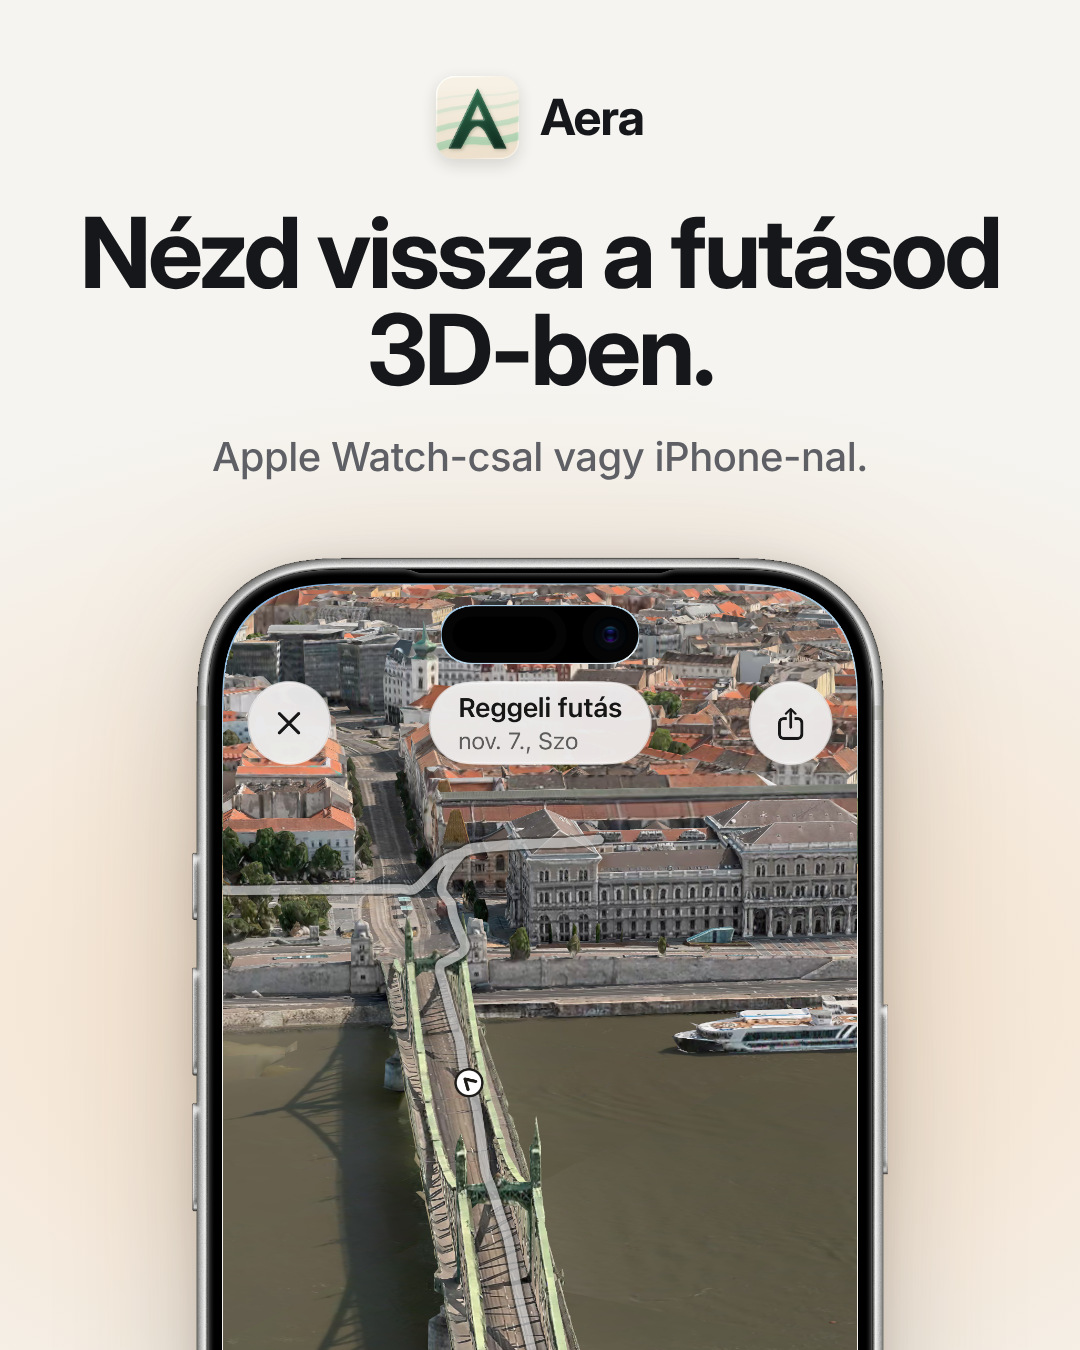 Aera
Nézd vissza a futásod
3D-ben.
Apple Watch-csal vagy iPhone-nal.
Reggeli futás
nov. 7., Szo